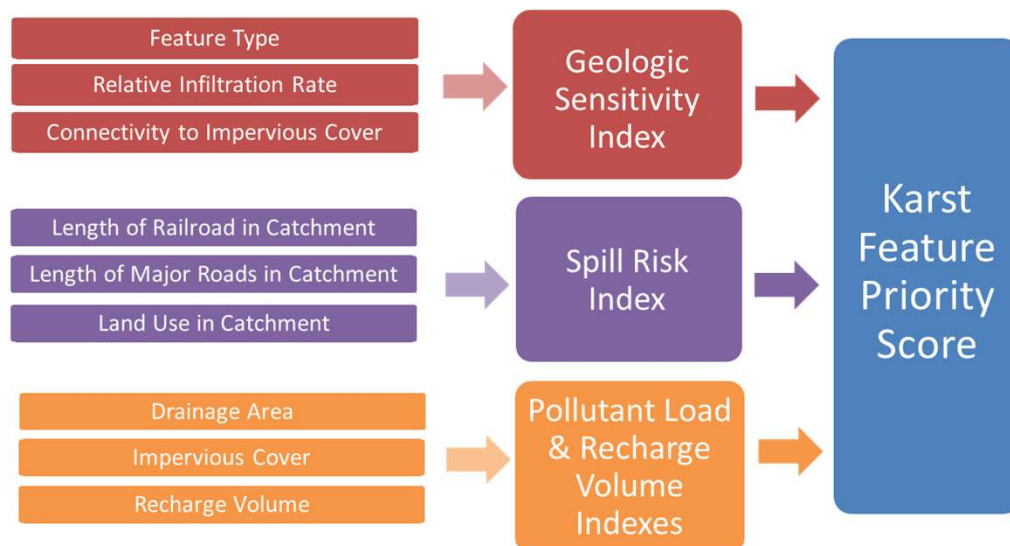 Feature Type
Relative Infiltration Rate
Connectivity to Impervious Cover
Geologic
Sensitivity
Index
Length of Railroad in Catchment
Length of Major Roads in Catchment
Land Use in Catchment
Spill Risk
Index
Drainage Area
Impervious Cover
Recharge Volume
Pollutant Load
& Recharge
Volume
Indexes
Karst
Feature
Priority
Score